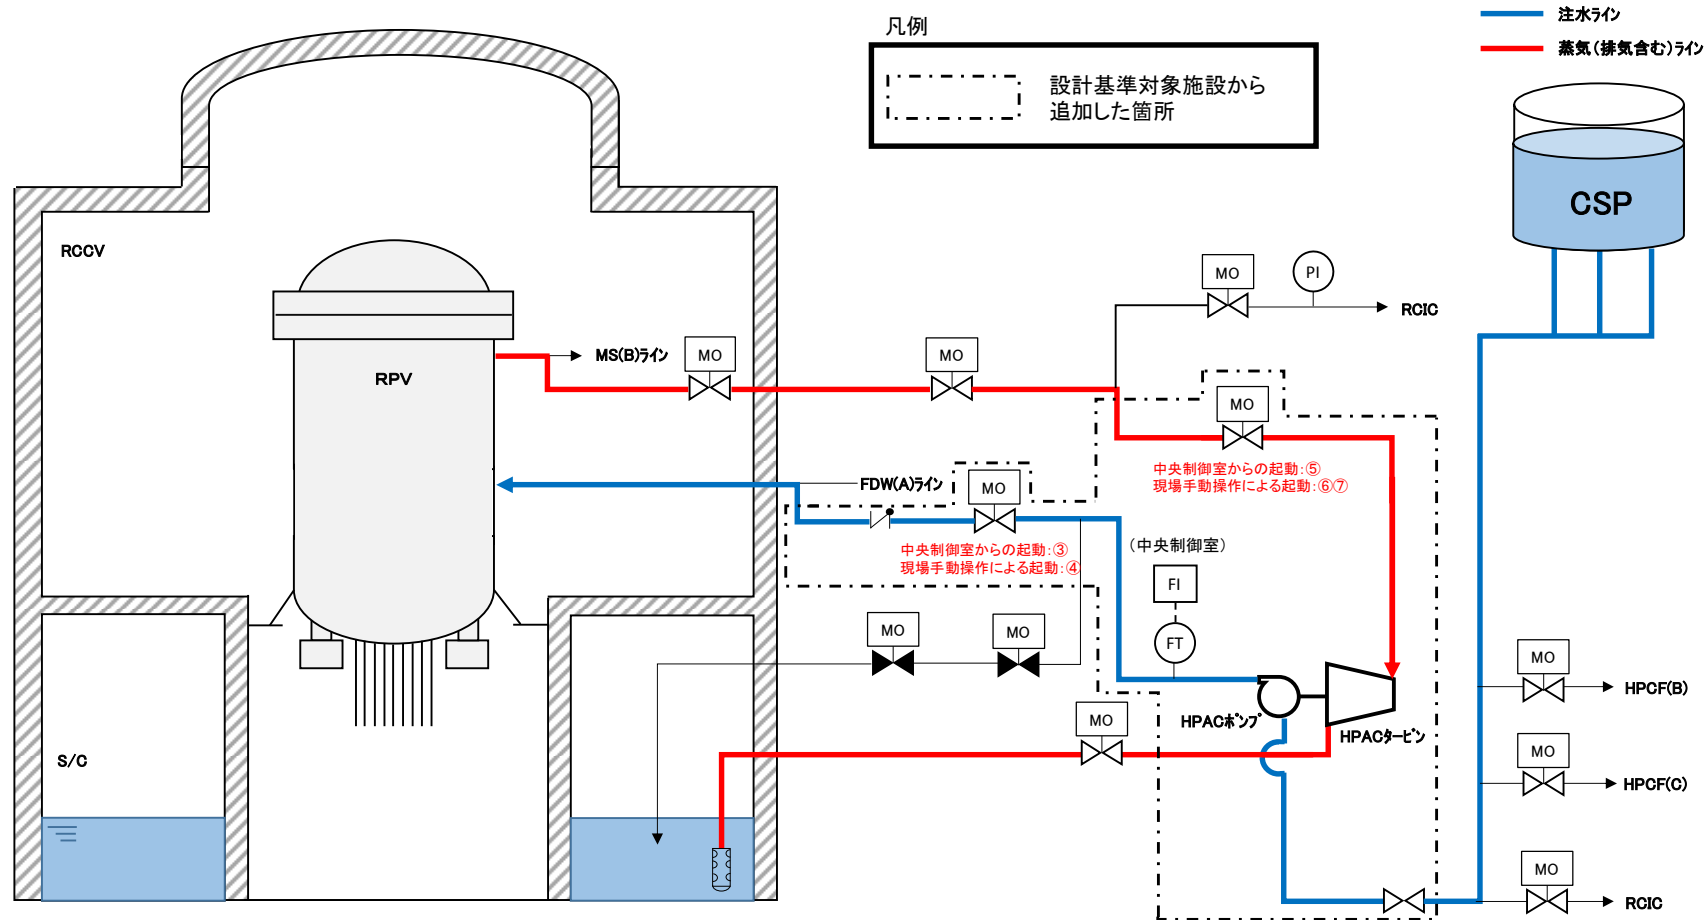 注水ライン
凡例
蒸気(排気含む)ライン
設計基準対象施設から
追加した箇所
CSP
RCCV
MO
PI
RCIC
MS(B)ライン
MO
MO
RPV
MO
中央制御室からの起動:⑤
現場手動操作による起動:⑥⑦
FDW(A)ライン
MO
中央制御室からの起動:③
現場手動操作による起動:④
(中央制御室)
FI
MO
MO
FT
MO
HPCF(B)
HPACポンプ
MO
HPACタービン
S/C
MO
HPCF(C)
MO
RCIC